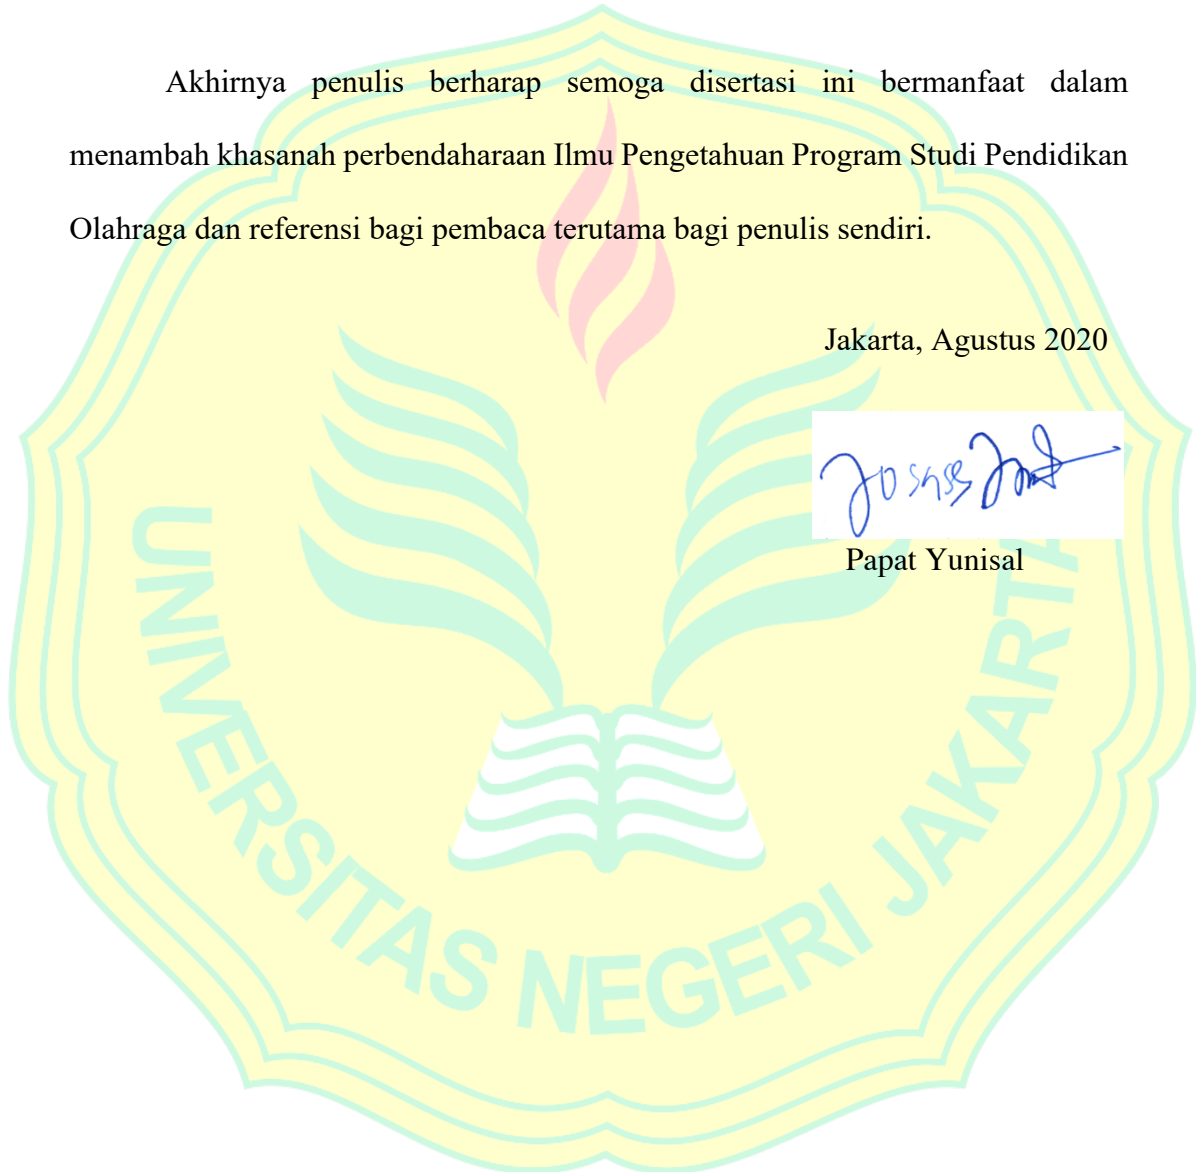 Akhirnya penulis berharap semoga disertasi ini bermanfaat dalam
menambah khasanah perbendaharaan Ilmu Pengetahuan Program Studi Pendidikan
Olahraga dan referensi bagi pembaca terutama bagi penulis sendiri.
Jakarta, Agustus 2020
Papat Yunisal
UNIVERSITAS NEGERI JAKARTA